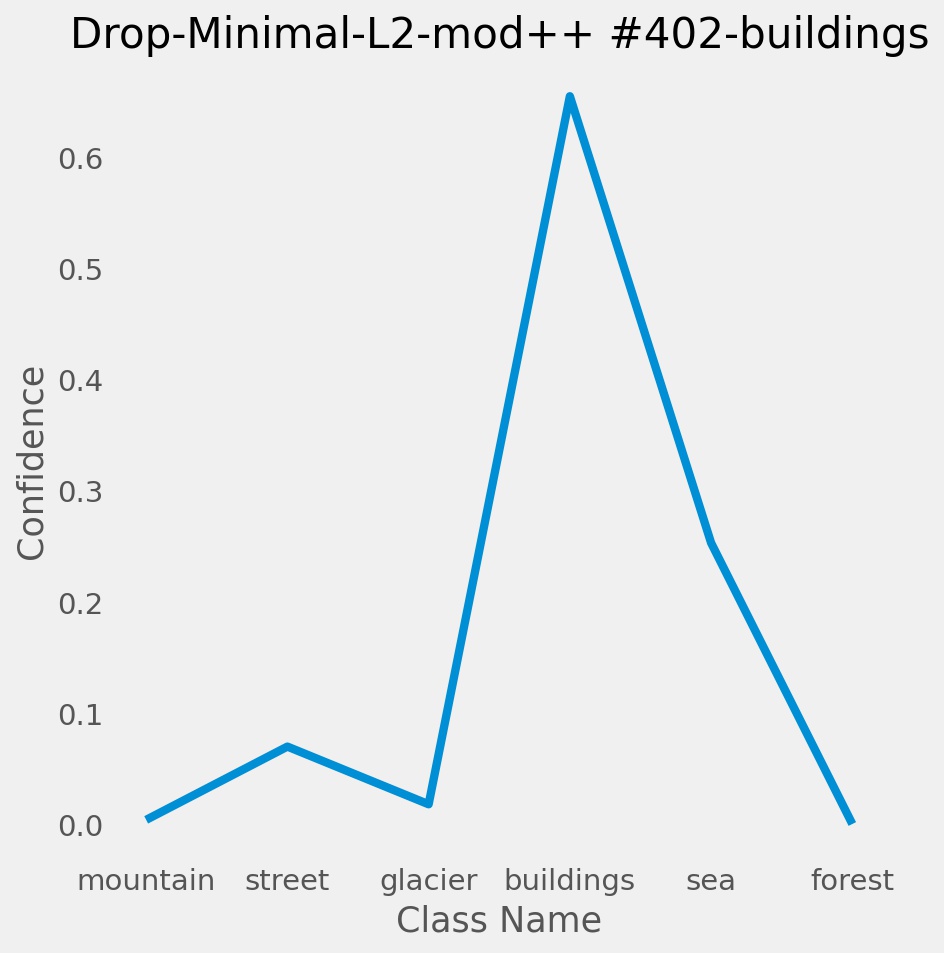 Drop-Minimal-L2-mod++ #402-buildings
0.6
0.5
0.4
0.3
0.2
0.1
0.0
Confidence
mountain street glacier buildings sea forest
Class Name